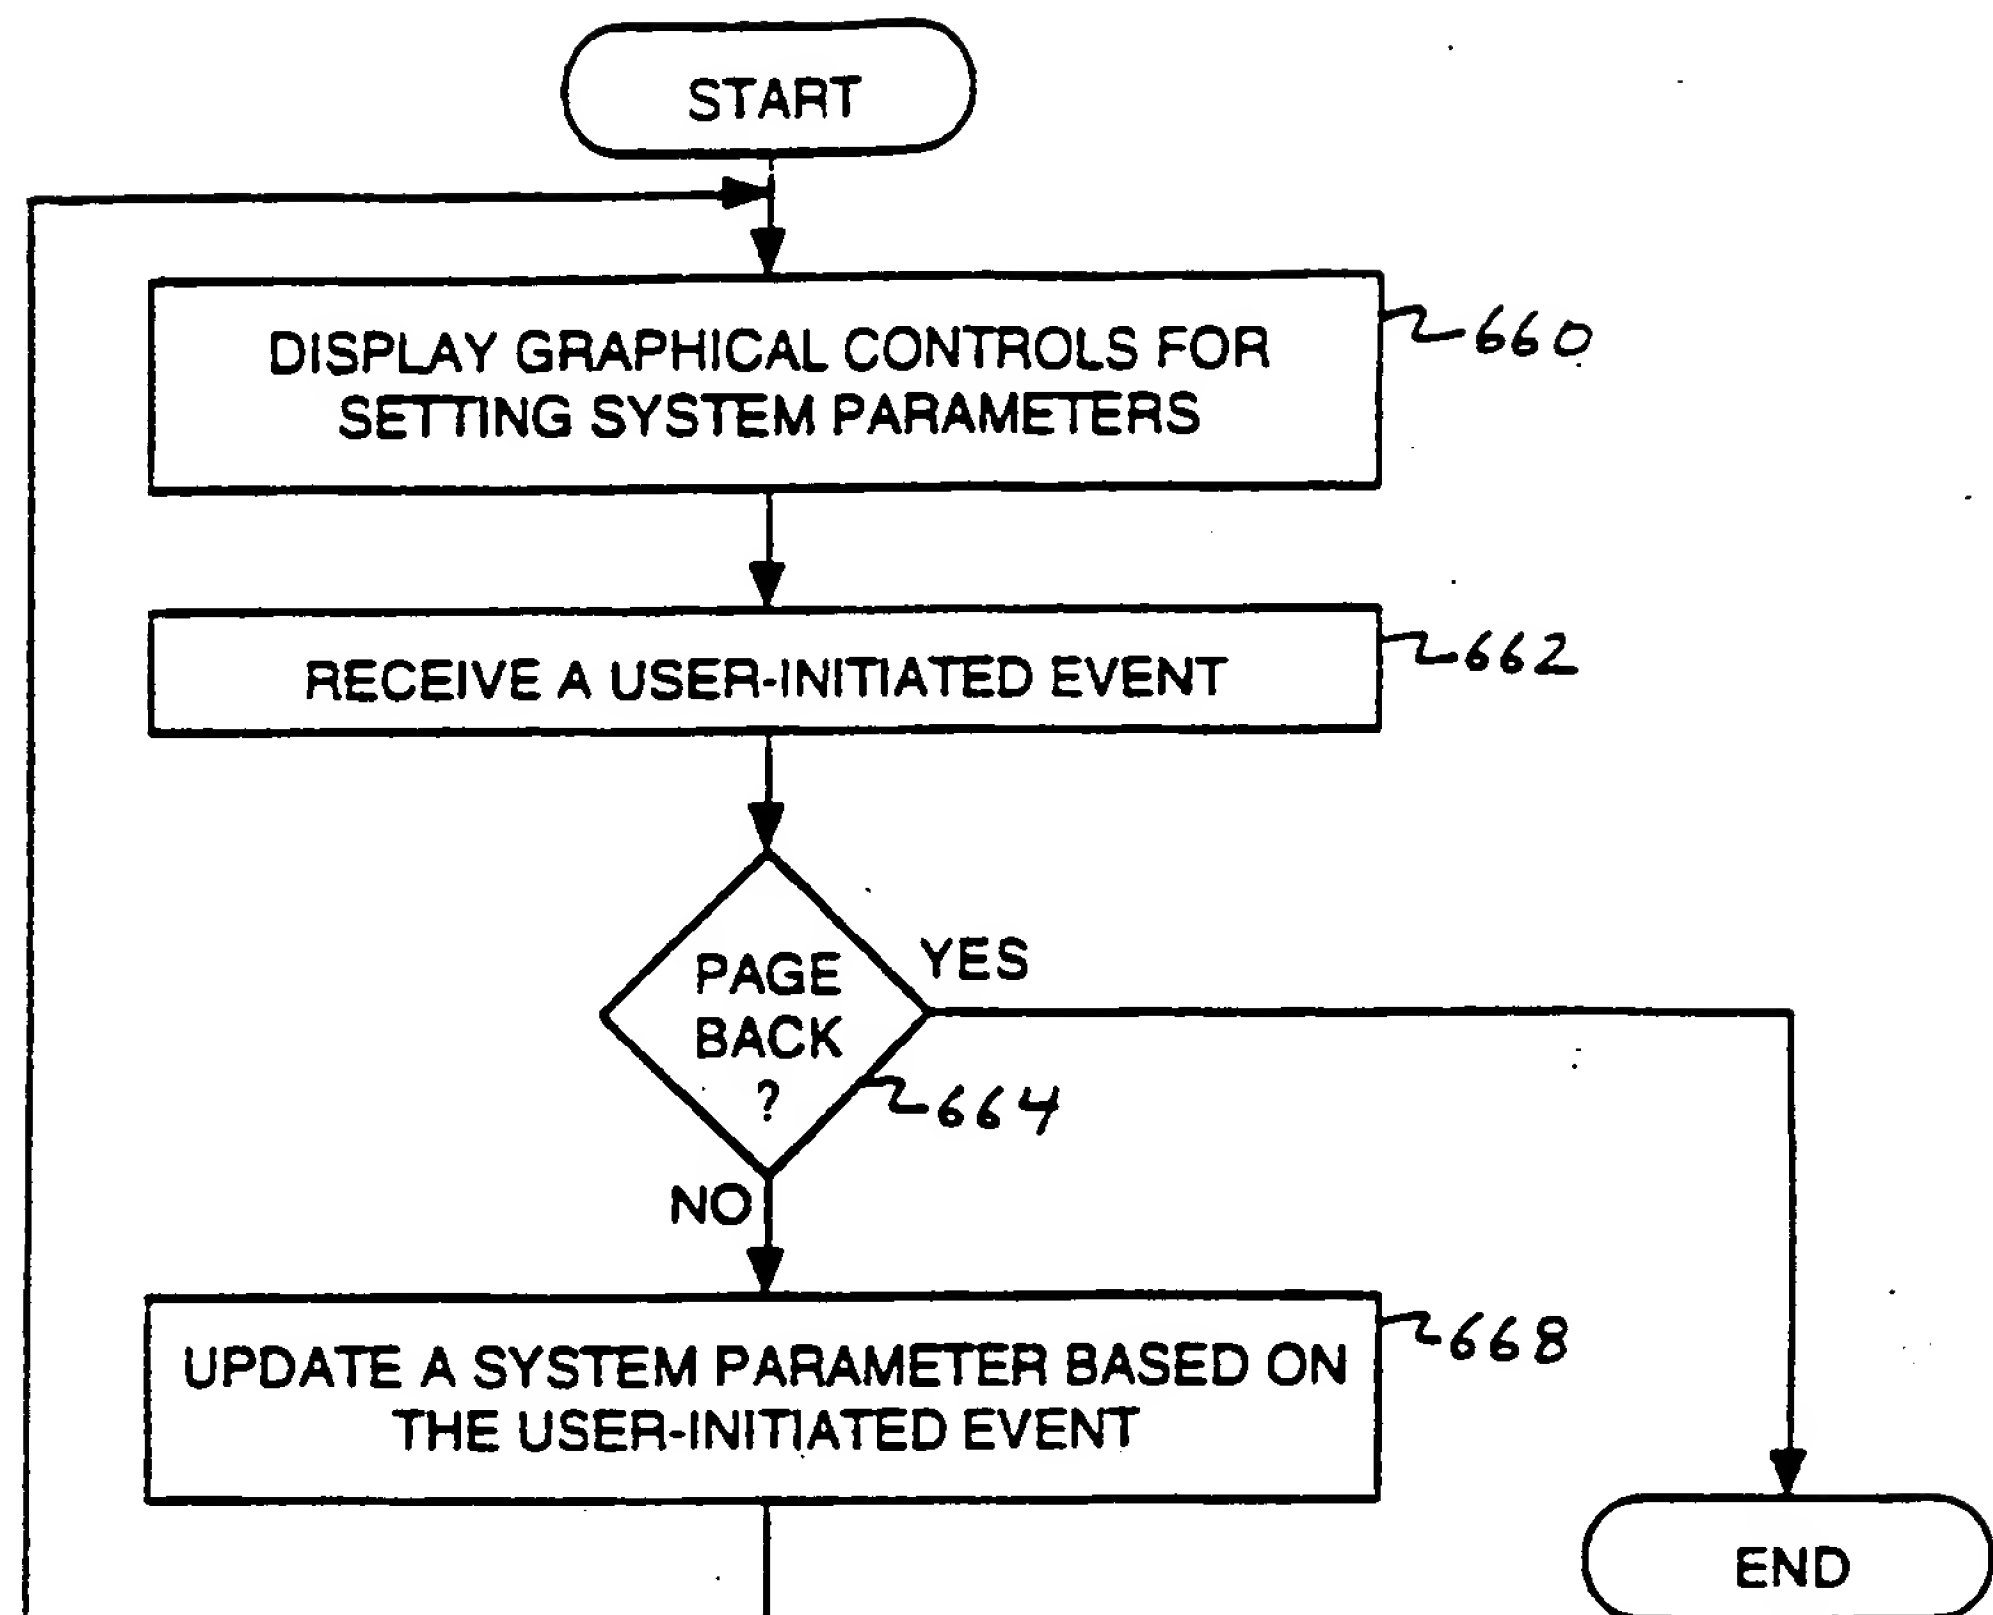 START
DISPLAY GRAPHICAL CONTROLS FOR
SETTING SYSTEM PARAMETERS
660
RECEIVE A USER-INITIATED EVENT
662
PAGE
BACK
?
YES
664
NO
UPDATE A SYSTEM PARAMETER BASED ON
THE USER-INITIATED EVENT
668
END